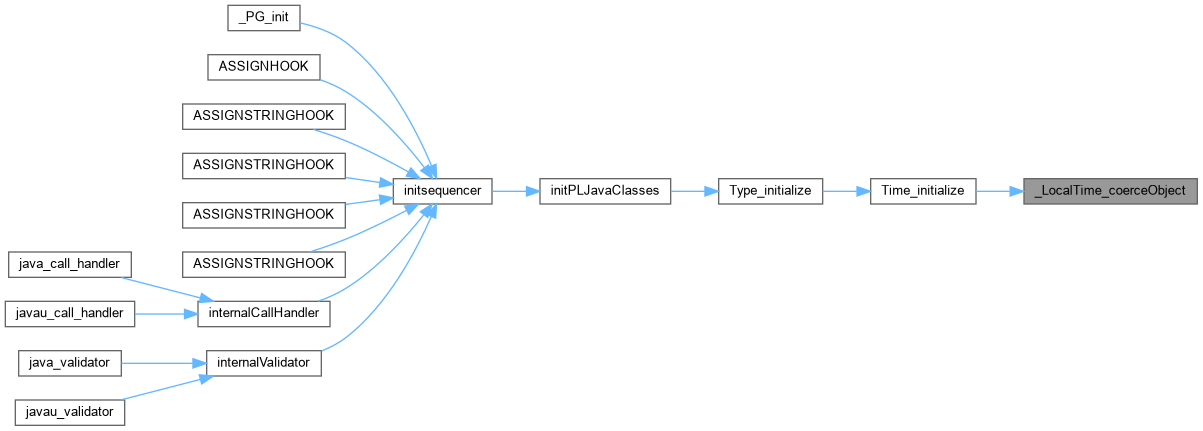 _PG_init
ASSIGNHOOK
ASSIGNSTRINGHOOK
ASSIGNSTRINGHOOK
initsequencer
initPLJavaClasses
Type_initialize
Time_initialize
_LocalTime_coerceObject
ASSIGNSTRINGHOOK
ASSIGNSTRINGHOOK
java_call_handler
javau_call_handler
internalCallHandler
java_validator
internalValidator
javau_validator